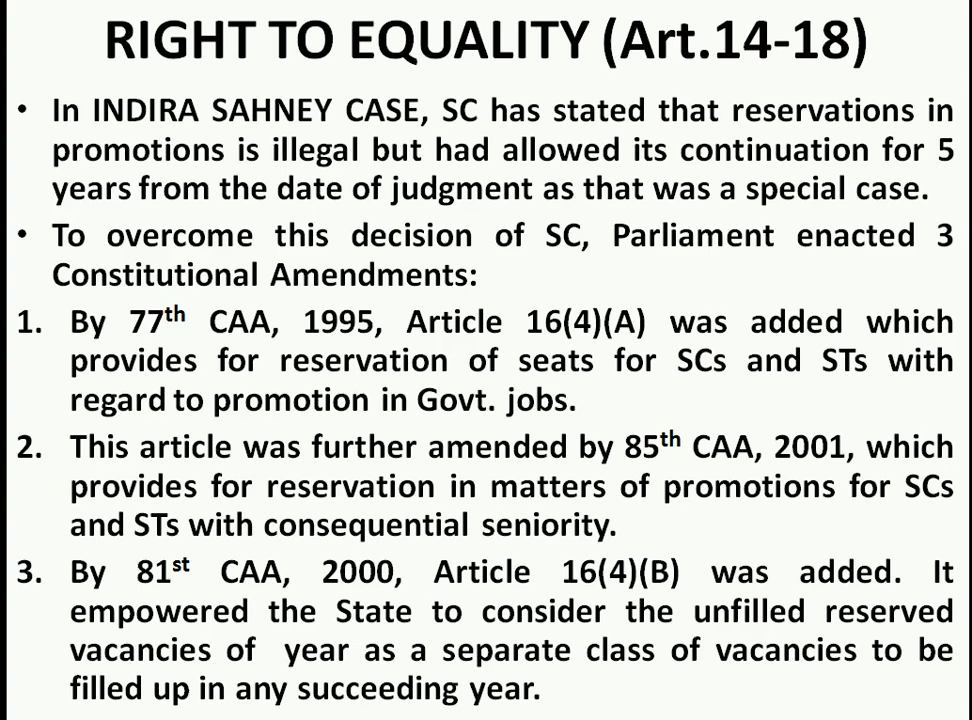 RIGHT TO EQUALITY (Art.14-18)
• In INDIRA SAHNEY CASE, SC has stated that reservations in
promotions is illegal but had allowed its continuation for 5
years from the date of judgment as that was a special case.
• To overcome this decision of SC, Parliament enacted 3
Constitutional Amendments:
1. By 77th CAA, 1995, Article 16(4)(A) was added which
provides for reservation of seats for SCs and STs with
regard to promotion in Govt. jobs.
2. This article was further amended by 85th CAA, 2001, which
provides for reservation in matters of promotions for SCs
and STs with consequential seniority.
3. By 81st CAA, 2000, Article 16(4)(B) was added. It
empowered the State to consider the unfilled reserved
vacancies of year as a separate class of vacancies to be
filled up in any succeeding year.